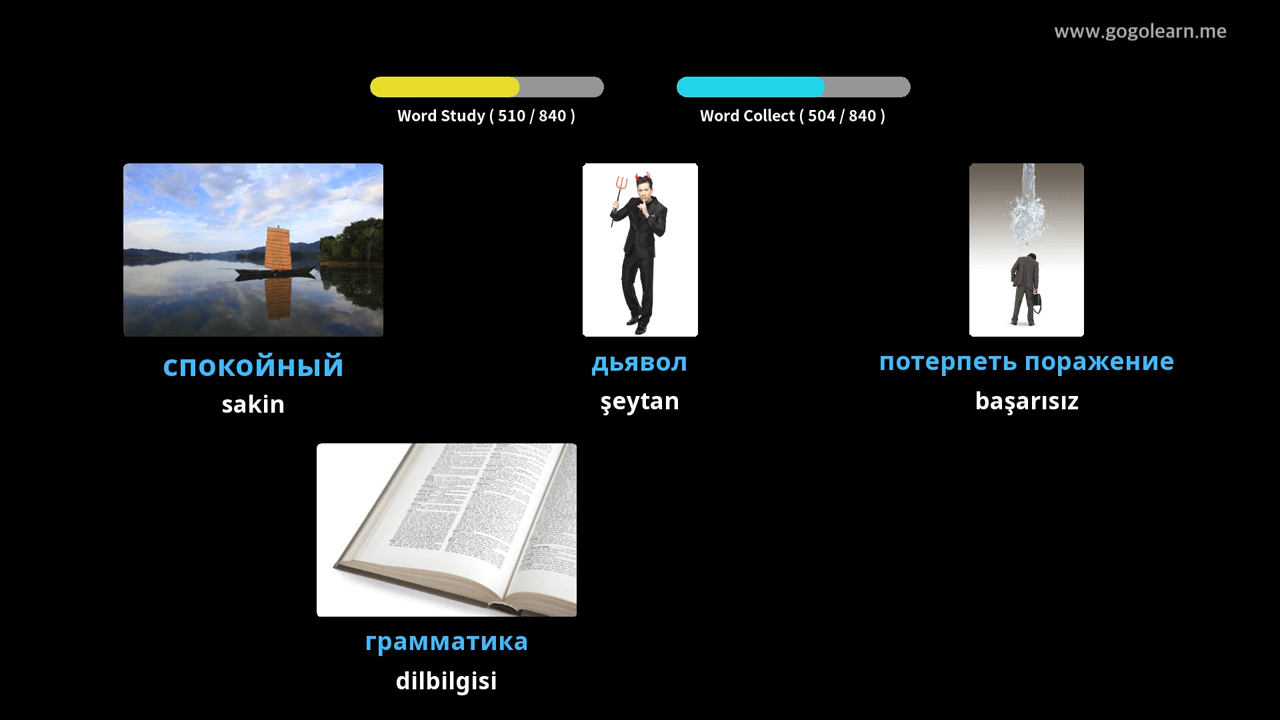 www.gogolearn.me
Word Study ( 510 / 840 )
Word Collect ( 504 / 840 )
спокойный
sakin
дьявол
şeytan
потерпеть поражение
başarısız
грамматика
dilbilgisi